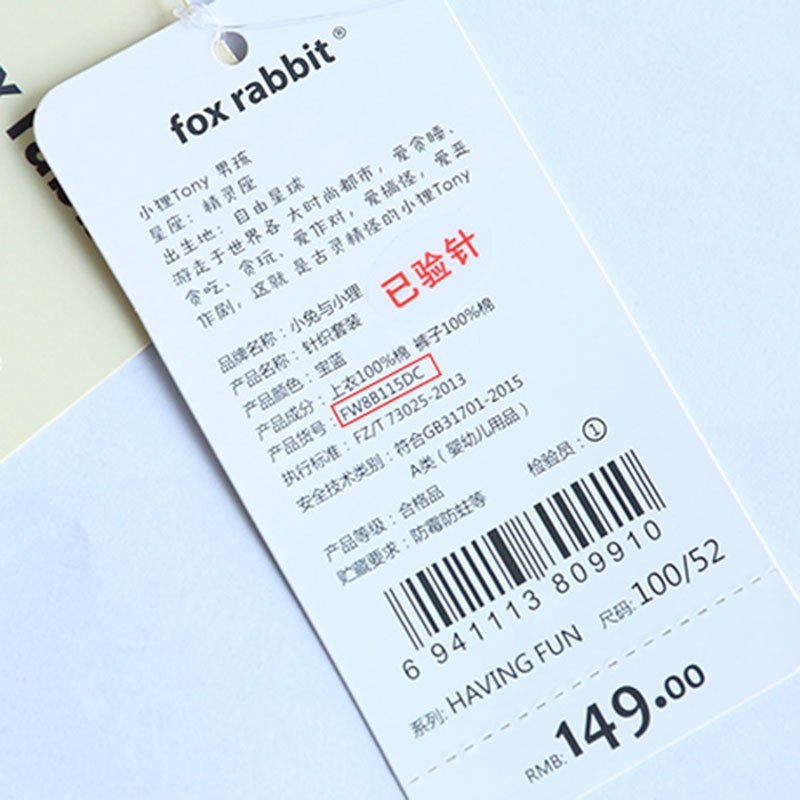 fox rabbit®
小狸Tony 男孩
星座：精灵座
出生地：自由星球
游走于世界各大时尚都市，爱贪睡、
贪吃、贪玩、爱作对，爱搞怪，爱恶
作剧，这就是古灵精怪的小狸Tony
已验针
品牌名称：小兔与小狸
产品名称：针织套装
产品颜色：宝蓝
产品成分：上衣100%棉 裤子100%棉
产品货号：FW8B115DC
执行标准：FZ/T 73025-2013
安全技术类别：符合GB31701-2015
A类（婴幼儿用品）
产品等级：合格品 检验员：①
贮藏要求：防霉防蛀等
6 941113 809910
系列: HAVING FUN 尺码: 100/52
RMB: 149.00